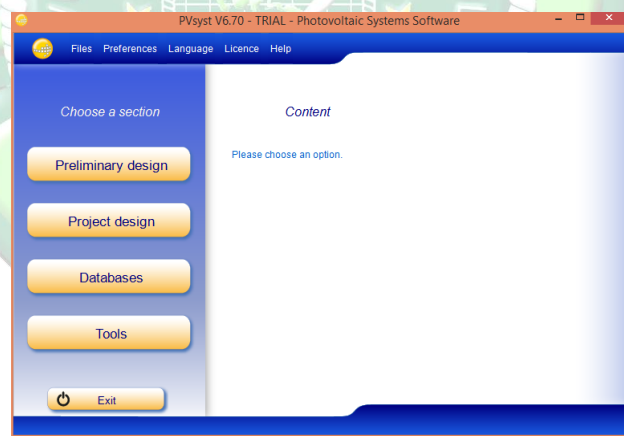 PVsyst V6.70 - TRIAL - Photovoltaic Systems Software
Files Preferences Language Licence Help
Choose a section
Content
Please choose an option.
Preliminary design
Project design
Databases
Tools
Exit